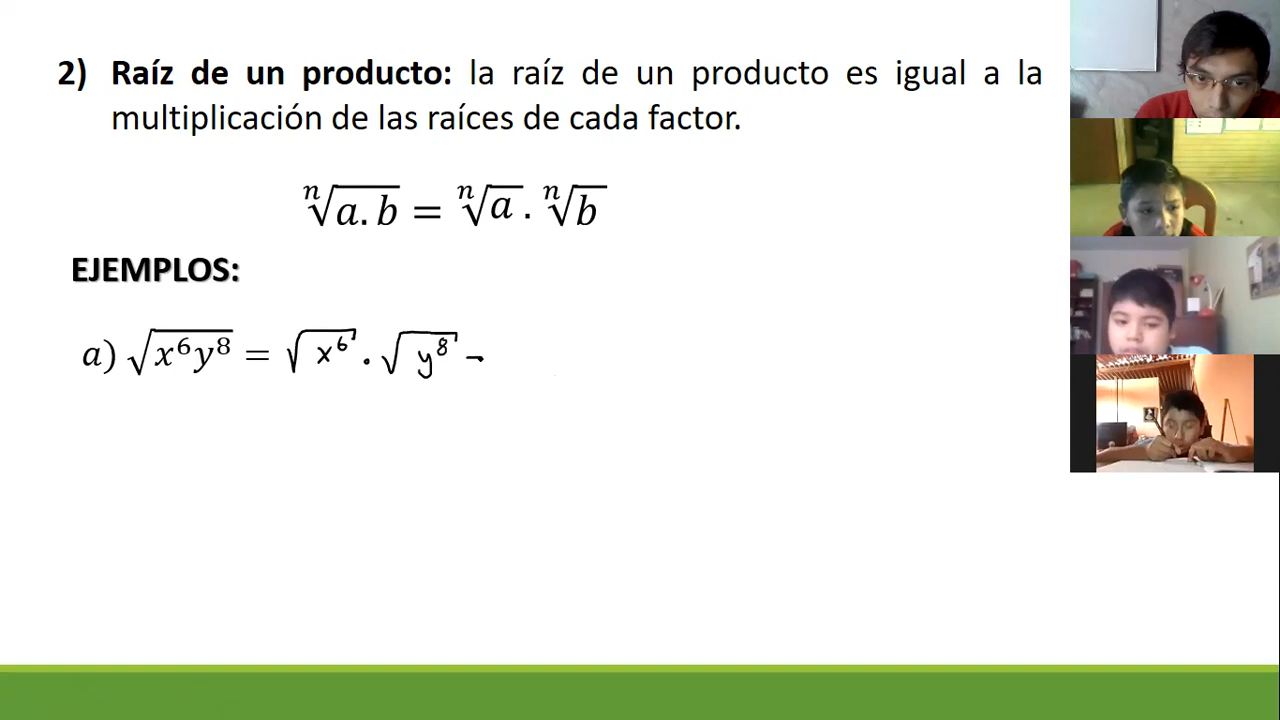 2) Raíz de un producto: la raíz de un producto es igual a la
multiplicación de las raíces de cada factor.
ⁿ√a.b = ⁿ√a . ⁿ√b
EJEMPLOS:
a) √x⁶y⁸ = √x⁶ . √y⁸ -